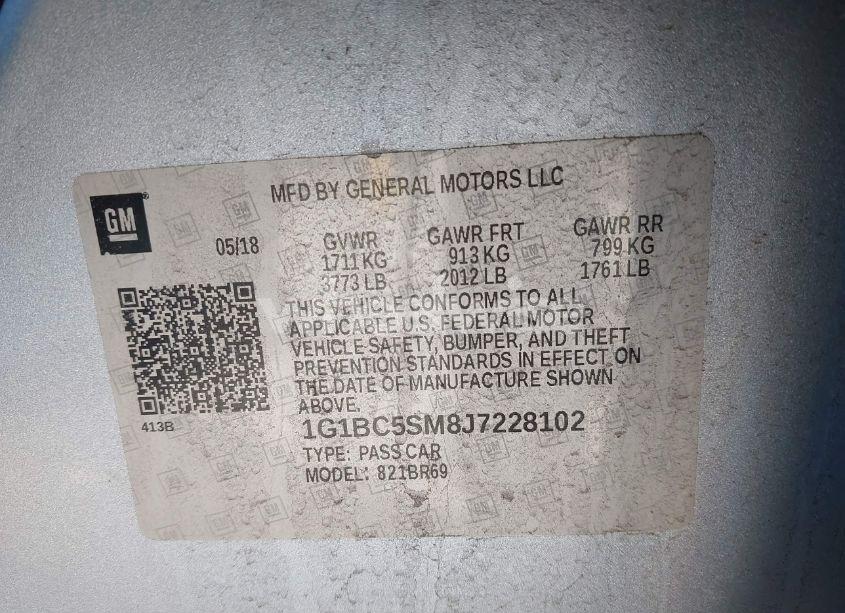 MFD BY GENERAL MOTORS LLC
GM®
05/18
GVWR GAWR FRT GAWR RR
1711 KG 913 KG 799 KG
3773 LB 2012 LB 1761 LB
THIS VEHICLE CONFORMS TO ALL
APPLICABLE U.S. FEDERAL MOTOR
VEHICLE SAFETY, BUMPER, AND THEFT
PREVENTION STANDARDS IN EFFECT ON
THE DATE OF MANUFACTURE SHOWN
ABOVE.
413B
1G1BC5SM8J7228102
TYPE: PASS CAR
MODEL: 821BR69